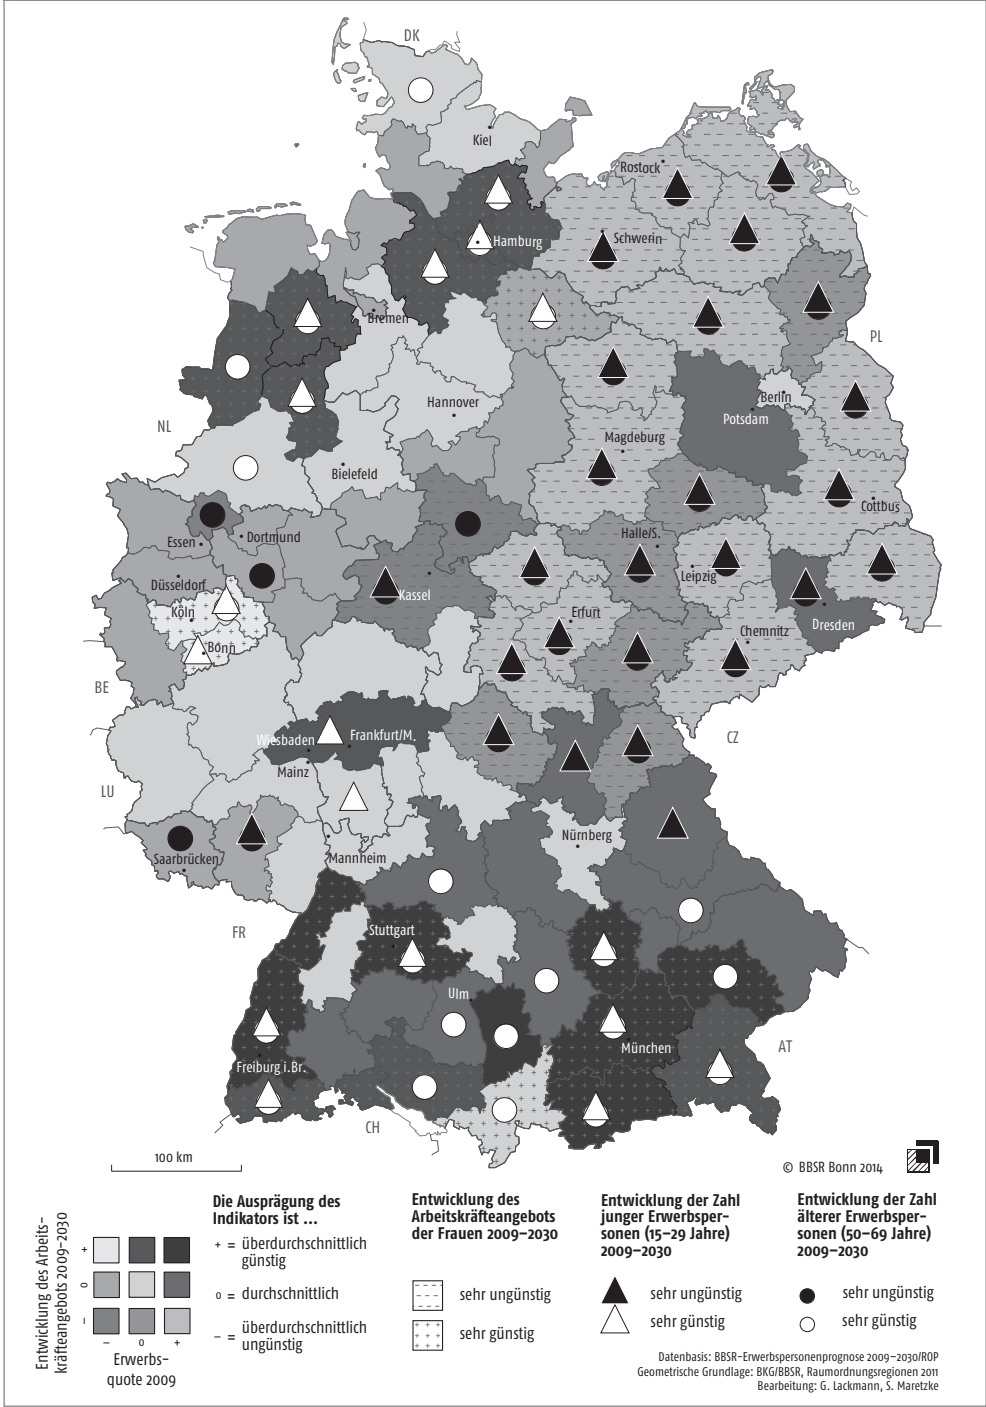 DK
Kiel
Rostock
Hamburg
Schwerin
Bremen
PL
Berlin
Hannover
Potsdam
NL
Magdeburg
Bielefeld
Cottbus
Essen
Dortmund
Halle/S.
Leipzig
Düsseldorf
Kassel
Köln
Erfurt
Dresden
Chemnitz
Bonn
BE
Wiesbaden
Frankfurt/M.
CZ
Mainz
LU
Nürnberg
Saarbrücken
Mannheim
FR
Stuttgart
Ulm
München
AT
Freiburg i.Br.
CH
100 km
© BBSR Bonn 2014
Entwicklung des Arbeits-
kräfteangebots 2009–2030
+
0
–
– 0 +
Erwerbs-
quote 2009
Die Ausprägung des
Indikators ist ...
+ = überdurchschnittlich
günstig
0 = durchschnittlich
– = überdurchschnittlich
ungünstig
Entwicklung des
Arbeitskräfteangebots
der Frauen 2009–2030
sehr ungünstig
sehr günstig
Entwicklung der Zahl
junger Erwerbsper-
sonen (15–29 Jahre)
2009–2030
sehr ungünstig
sehr günstig
Entwicklung der Zahl
älterer Erwerbsper-
sonen (50–69 Jahre)
2009–2030
sehr ungünstig
sehr günstig
Datenbasis: BBSR-Erwerbspersonenprognose 2009–2030/ROP
Geometrische Grundlage: BKG/BBSR, Raumordnungsregionen 2011
Bearbeitung: G. Lackmann, S. Maretzke